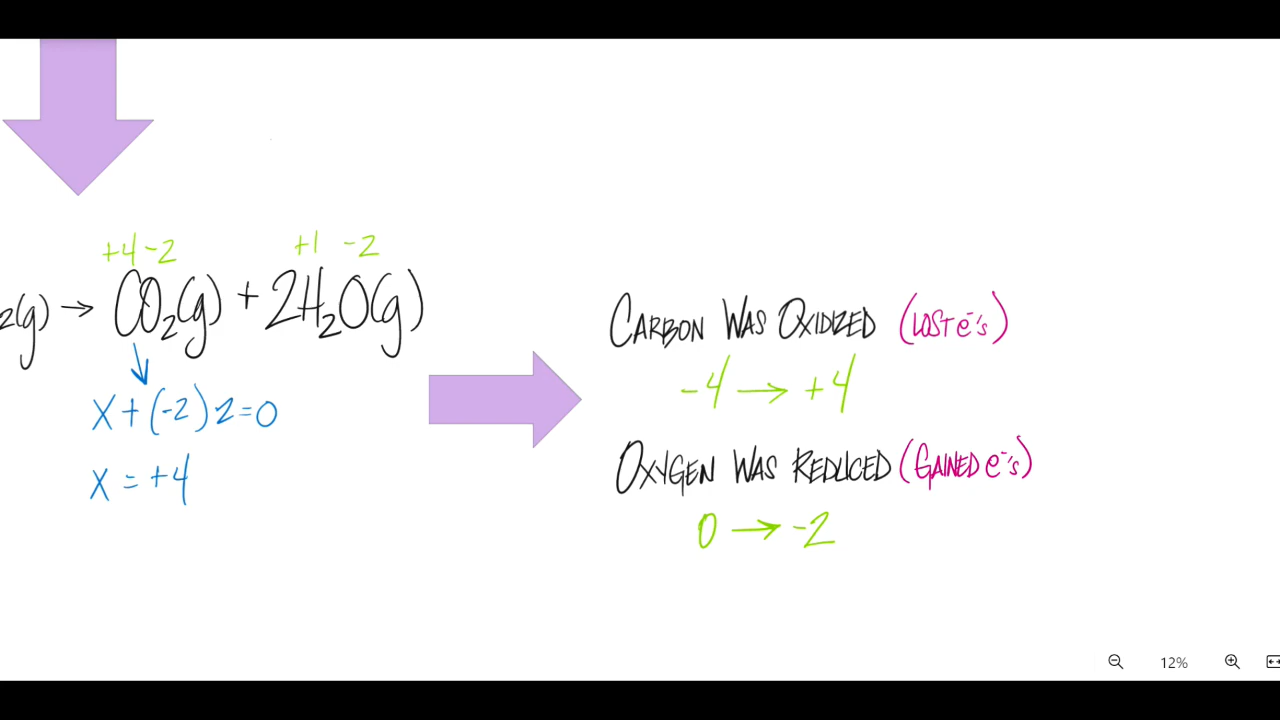 +4 -2 +1 -2
₂(g) → CO₂(g) + 2H₂O(g)
x + (-2) 2 = 0
x = +4
CARBON WAS OXIDIZED (LOST e⁻'s)
-4 → +4
OXYGEN WAS REDUCED (GAINED e⁻'s)
0 → -2
12%